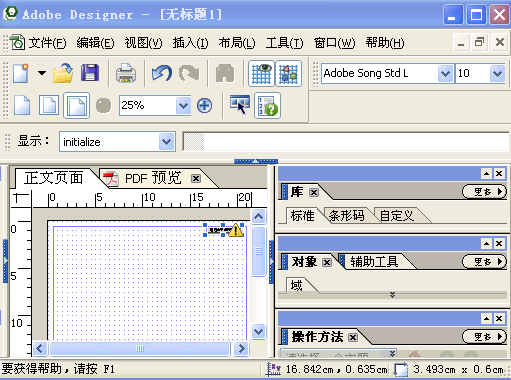 Adobe Designer - [无标题1]
文件(F) 编辑(E) 视图(V) 插入(I) 布局(L) 工具(T) 窗口(W) 帮助(H)
Adobe Song Std L 10
25%
显示: initialize
正文页面 PDF 预览
0 5 10 15 20
0
5
10
库 更多
标准 条形码 自定义
对象 辅助工具 更多
域
操作方法 更多
要获得帮助，请按 F1 16.842cm, 0.635cm 3.493cm x 0.6cm